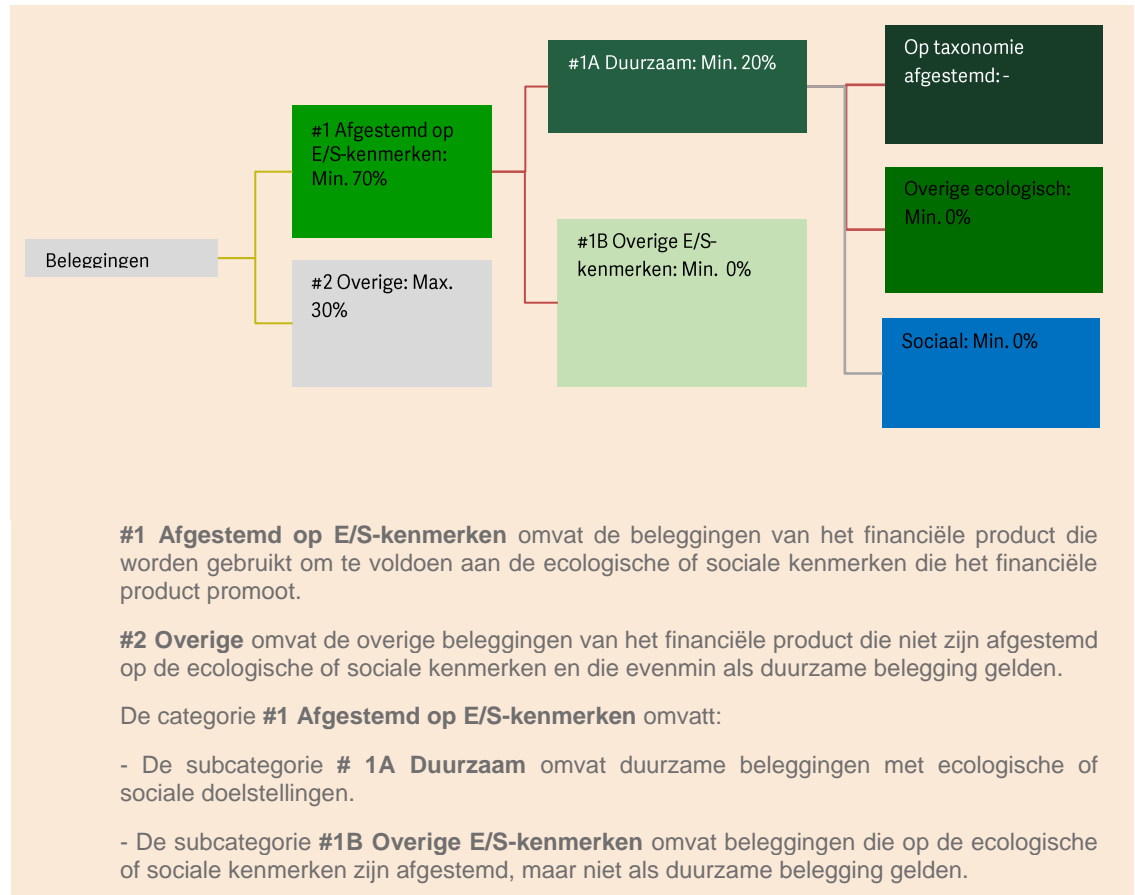 Beleggingen
#1 Afgestemd op
E/S-kenmerken:
Min. 70%
#2 Overige: Max.
30%
#1A Duurzaam: Min. 20%
#1B Overige E/S-
kenmerken: Min. 0%
Op taxonomie
afgestemd: -
Overige ecologisch:
Min. 0%
Sociaal: Min. 0%
#1 Afgestemd op E/S-kenmerken omvat de beleggingen van het financiële product die
worden gebruikt om te voldoen aan de ecologische of sociale kenmerken die het financiële
product promoot.
#2 Overige omvat de overige beleggingen van het financiële product die niet zijn afgestemd
op de ecologische of sociale kenmerken en die evenmin als duurzame belegging gelden.
De categorie #1 Afgestemd op E/S-kenmerken omvatt:
- De subcategorie # 1A Duurzaam omvat duurzame beleggingen met ecologische of
sociale doelstellingen.
- De subcategorie #1B Overige E/S-kenmerken omvat beleggingen die op de ecologische
of sociale kenmerken zijn afgestemd, maar niet als duurzame belegging gelden.